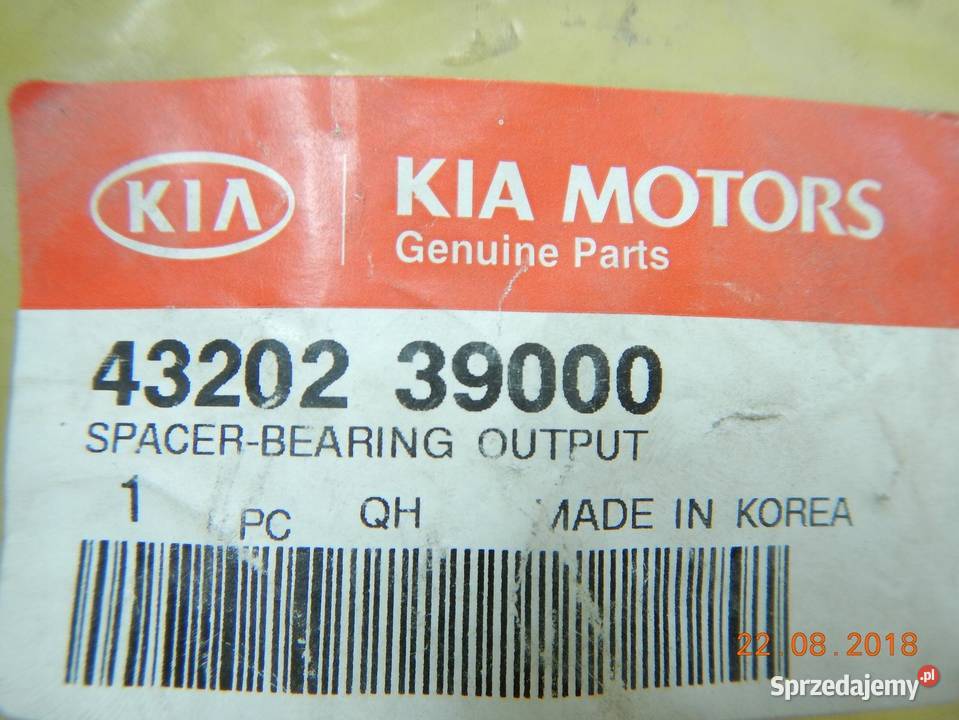 KIA
KIA MOTORS
Genuine Parts
43202 39000
SPACER-BEARING OUTPUT
1 PC QH MADE IN KOREA
22.08.2018
Sprzedajemy.pl